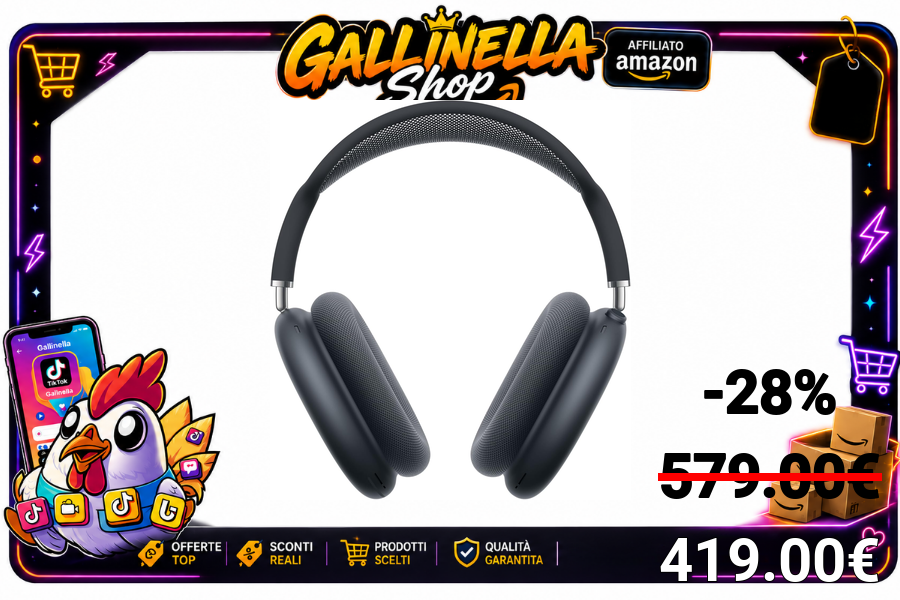 GALLINELLA
Shop
AFFILIATO
amazon
Gallinella
TikTok
Gallinella
-28%
579.00€
419.00€
OFFERTE
TOP
SCONTI
REALI
PRODOTTI
SCELTI
QUALITÀ
GARANTITA